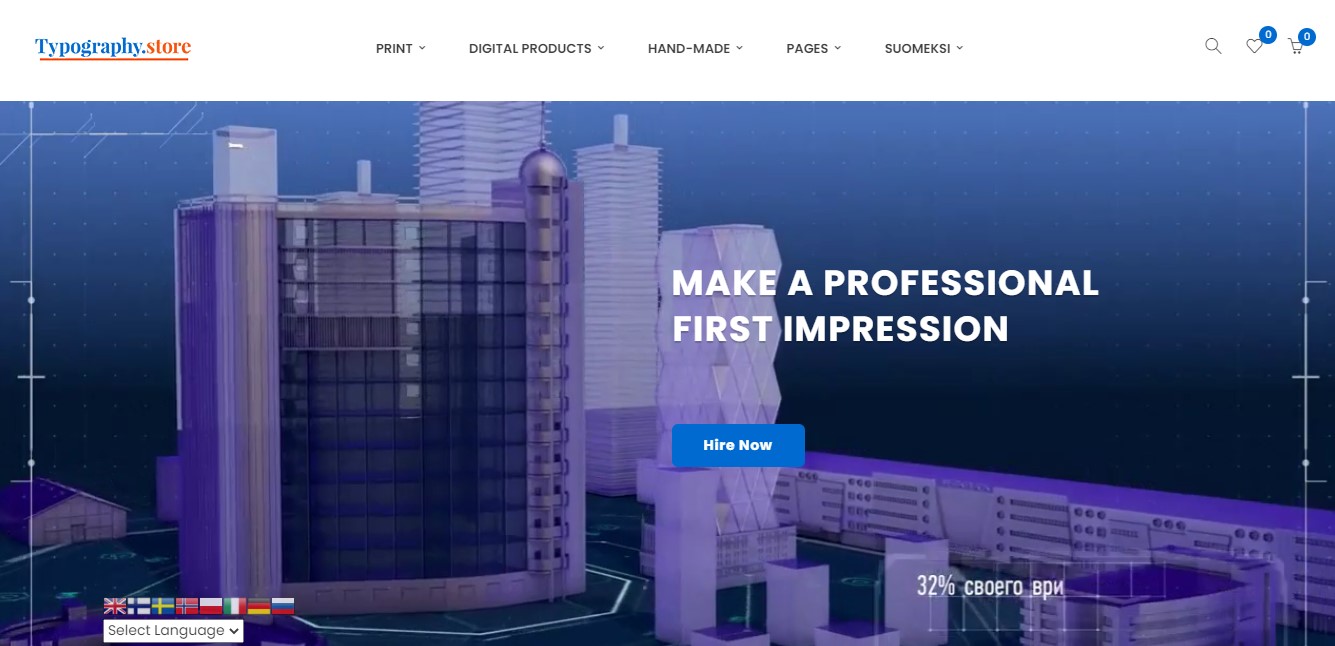 Typography.store
PRINT
DIGITAL PRODUCTS
HAND-MADE
PAGES
SUOMEKSI
0
0
MAKE A PROFESSIONAL
FIRST IMPRESSION
Hire Now
32% своего ври
Select Language